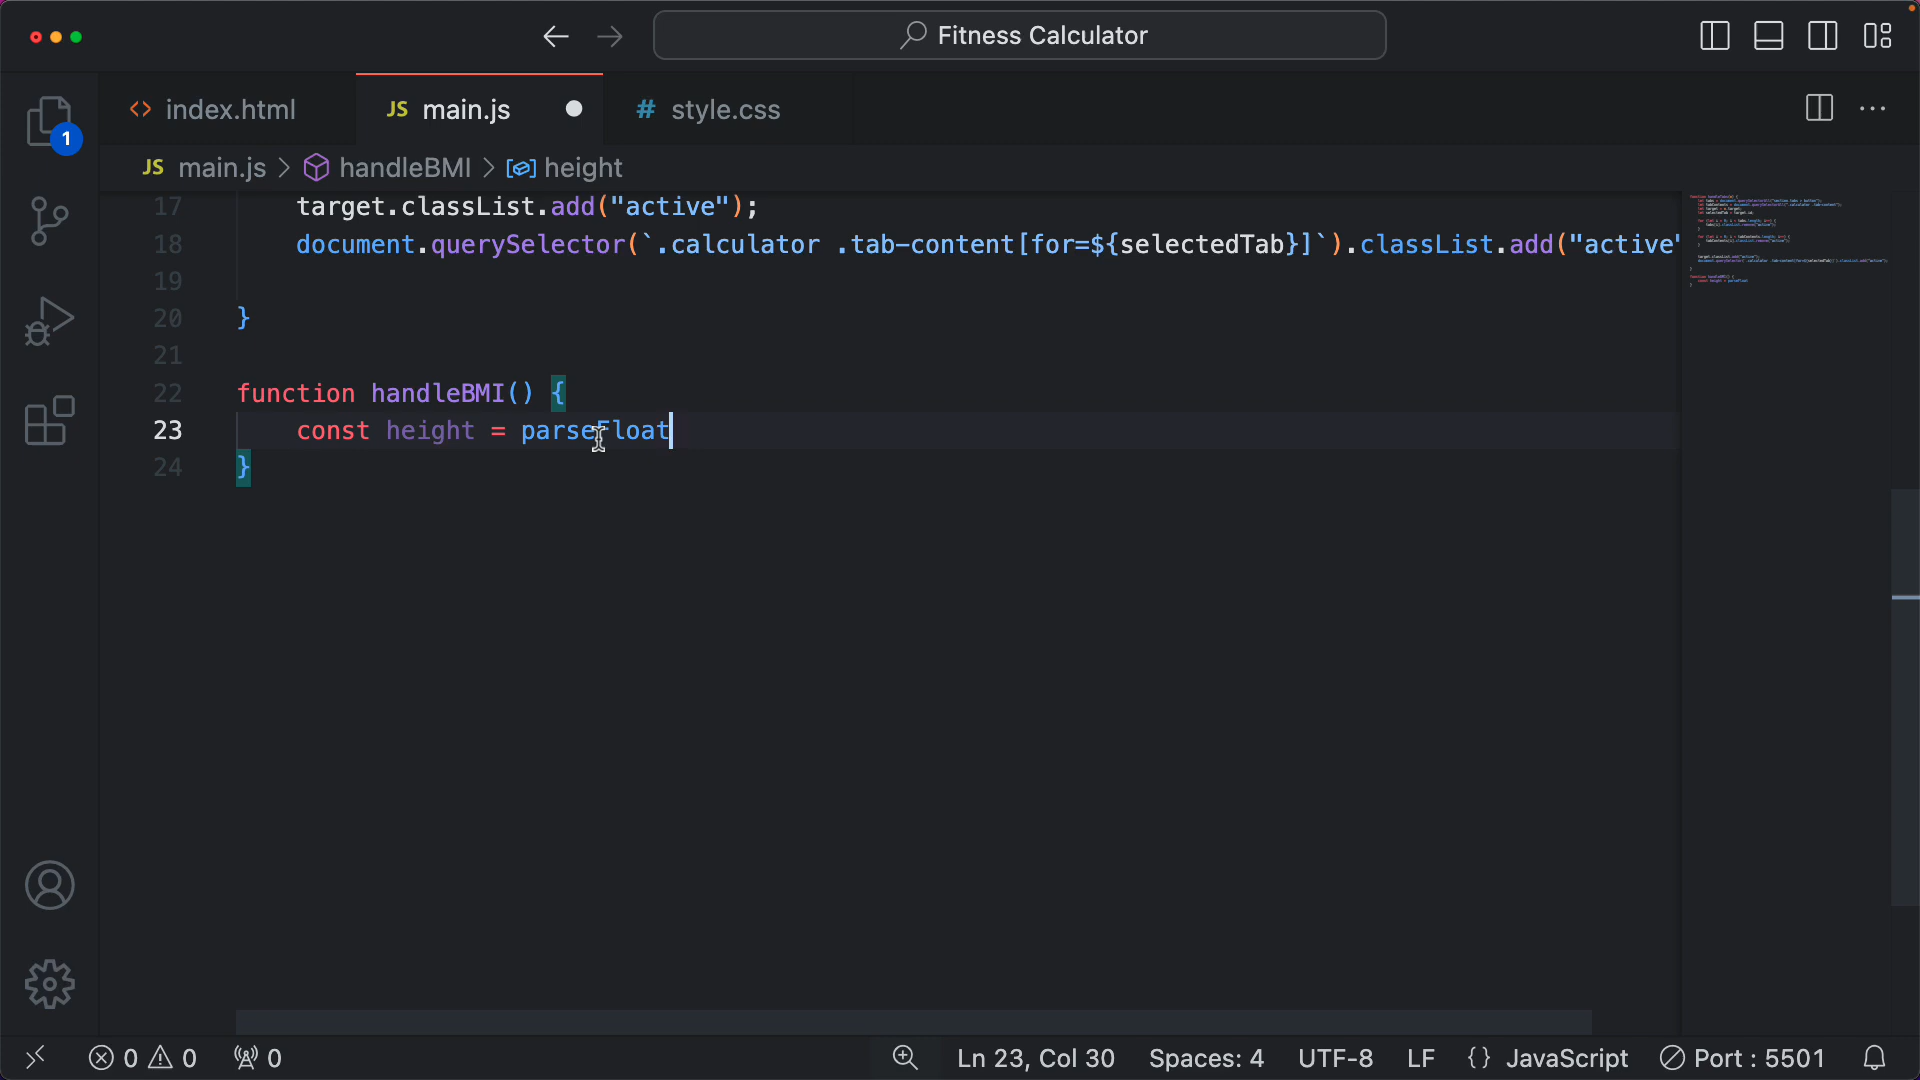 Fitness Calculator
index.html
JS main.js
# style.css
JS main.js > handleBMI > height
17 target.classList.add("active");
18 document.querySelector(`.calculator .tab-content[for=${selectedTab}]`).classList.add("active"
19
20 }
21
22 function handleBMI() {
23 const height = parseFloat
24 }
1
0 0 0
Ln 23, Col 30 Spaces: 4 UTF-8 LF {} JavaScript Port : 5501